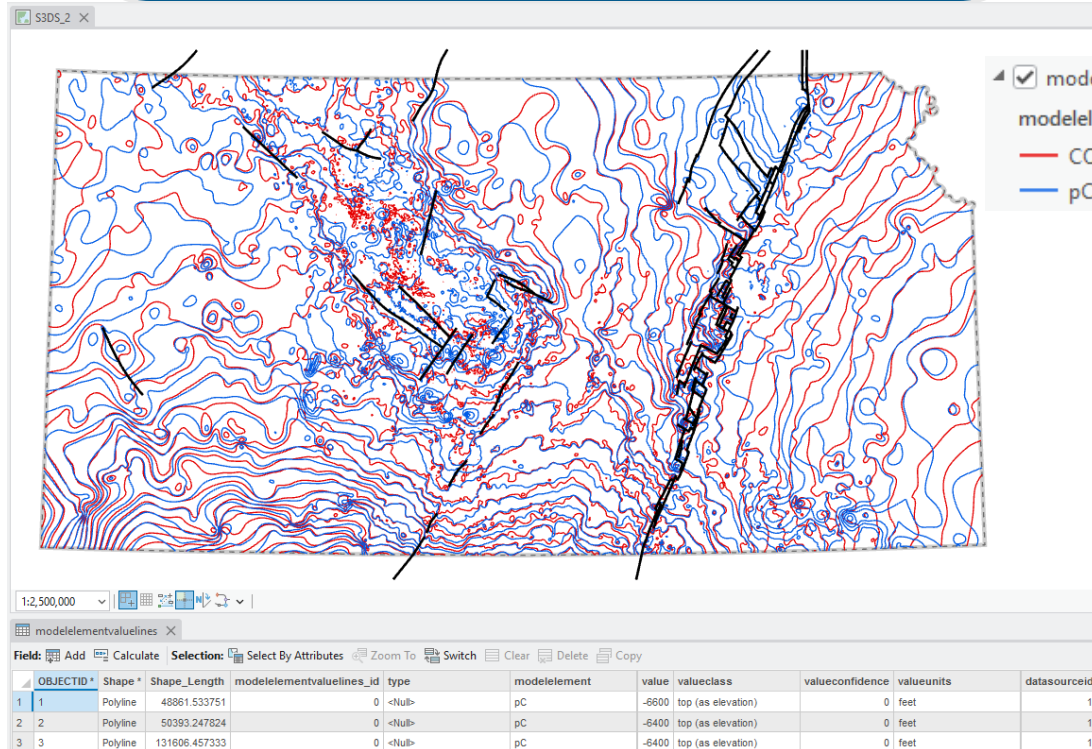 S3DS_2
mode
modelel
CC
pC
1:2,500,000
modelelementvaluelines
Field: Add Calculate Selection: Select By Attributes Zoom To Switch Clear Delete Copy
OBJECTID * Shape * Shape_Length modelelementvaluelines_id type modelelement value valueclass valueconfidence valueunits datasourceid
1 1 Polyline 48861.533751 0 <Null> pC -6600 top (as elevation) 0 feet 1
2 2 Polyline 50393.247824 0 <Null> pC -6400 top (as elevation) 0 feet 1
3 3 Polyline 131606.457333 0 <Null> pC -6400 top (as elevation) 0 feet 1